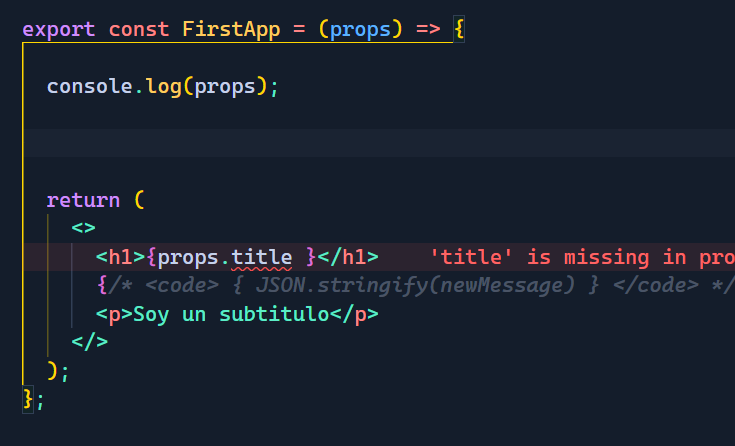 export const FirstApp = (props) => {
console.log(props);
return (
<>
<h1>{props.title }</h1> 'title' is missing in pro
{/* <code> { JSON.stringify(newMessage) } </code> */
<p>Soy un subtitulo</p>
</>
);
};